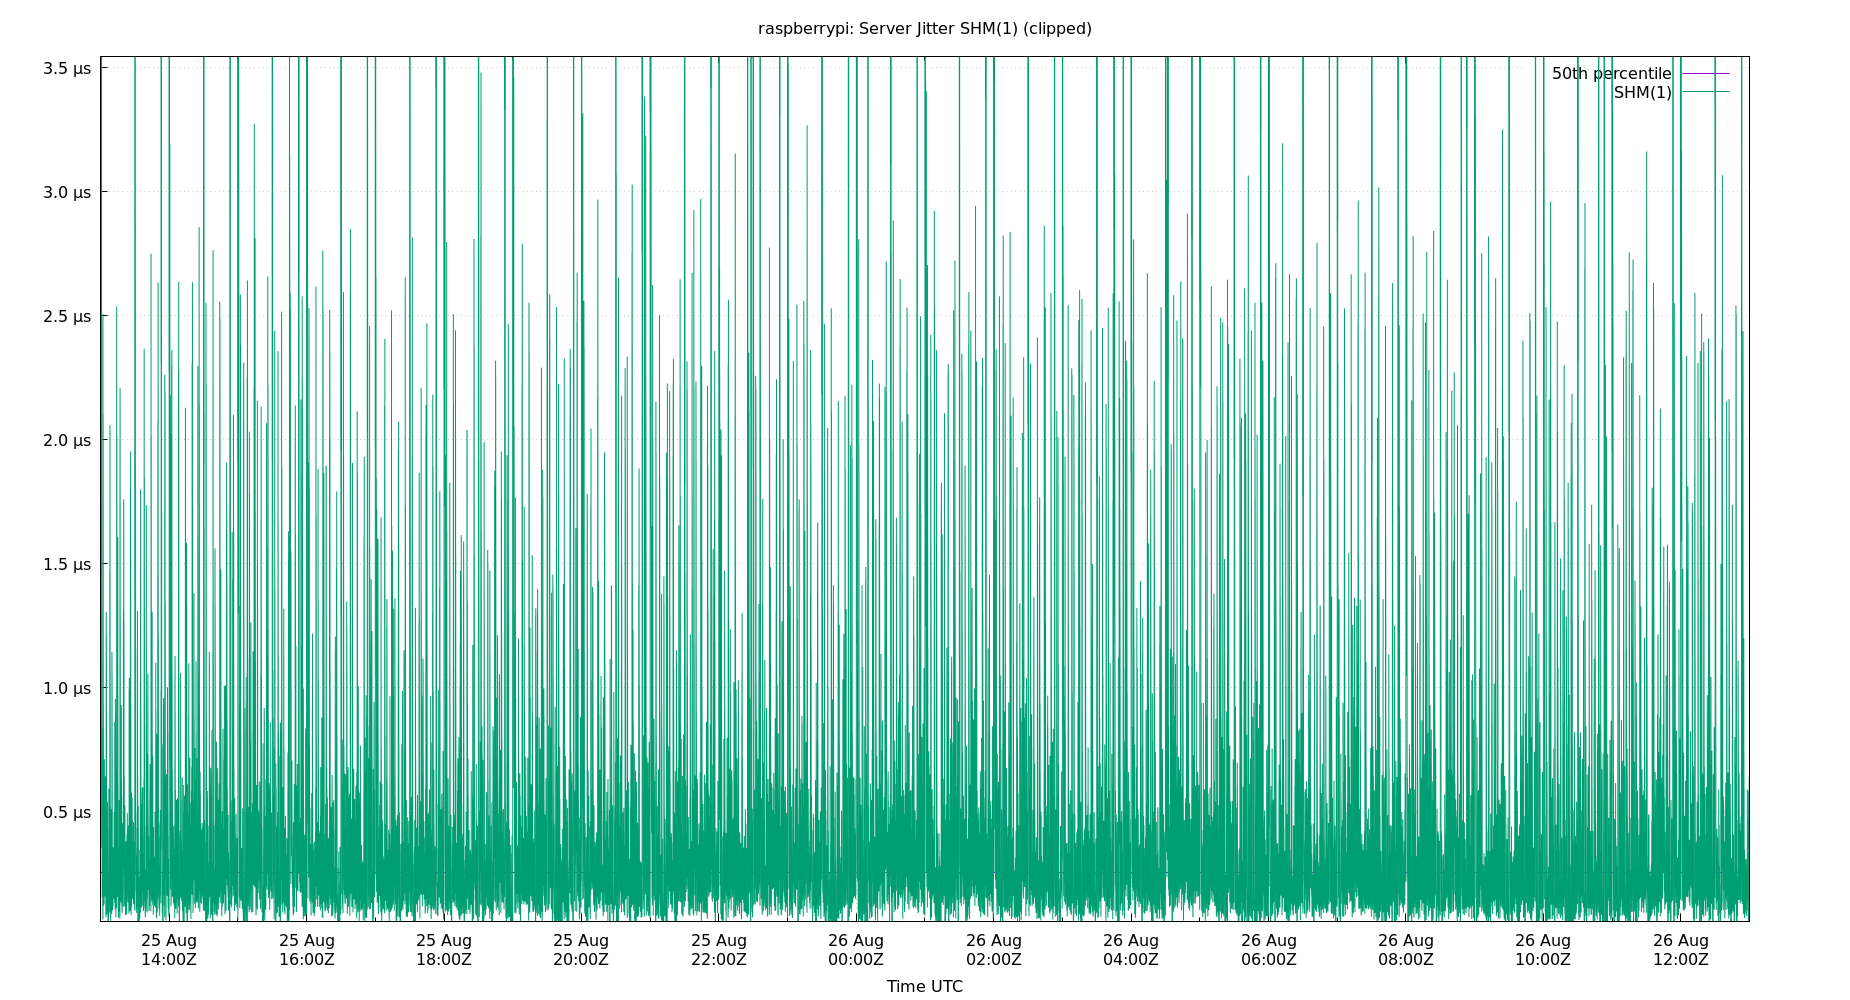 raspberrypi: Server Jitter SHM(1) (clipped)
3.5 µs
3.0 µs
2.5 µs
2.0 µs
1.5 µs
1.0 µs
0.5 µs
50th percentile
SHM(1)
25 Aug 25 Aug 25 Aug 25 Aug 25 Aug 26 Aug 26 Aug 26 Aug 26 Aug 26 Aug 26 Aug 26 Aug
14:00Z 16:00Z 18:00Z 20:00Z 22:00Z 00:00Z 02:00Z 04:00Z 06:00Z 08:00Z 10:00Z 12:00Z
Time UTC